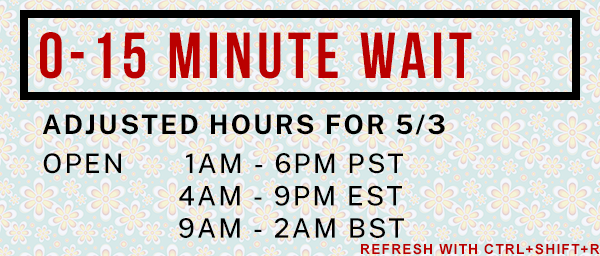 0-15 MINUTE WAIT
ADJUSTED HOURS FOR 5/3
OPEN 1AM - 6PM PST
4AM - 9PM EST
9AM - 2AM BST
REFRESH WITH CTRL+SHIFT+R